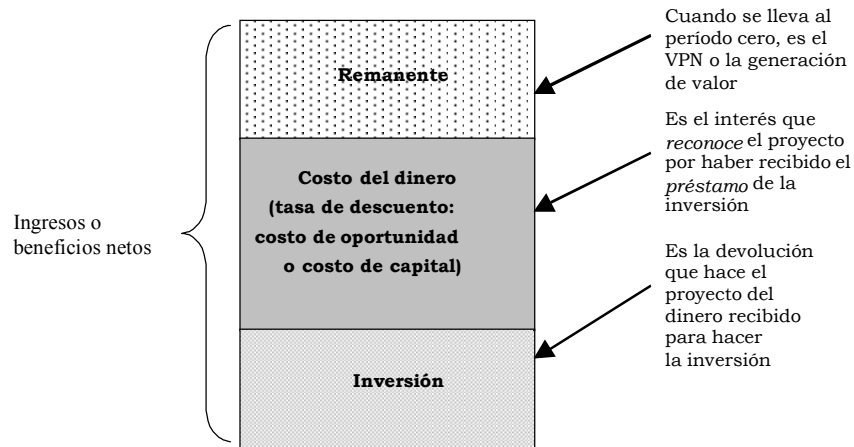 Cuando se lleva al
período cero, es el
VPN o la generación
de valor
Remanente
Es el interés que
reconoce el proyecto
por haber recibido el
préstamo de la
inversión
Costo del dinero
(tasa de descuento:
costo de oportunidad
o costo de capital)
Ingresos o
beneficios netos
Es la devolución
que hace el
proyecto del
dinero recibido
para hacer
la inversión
Inversión